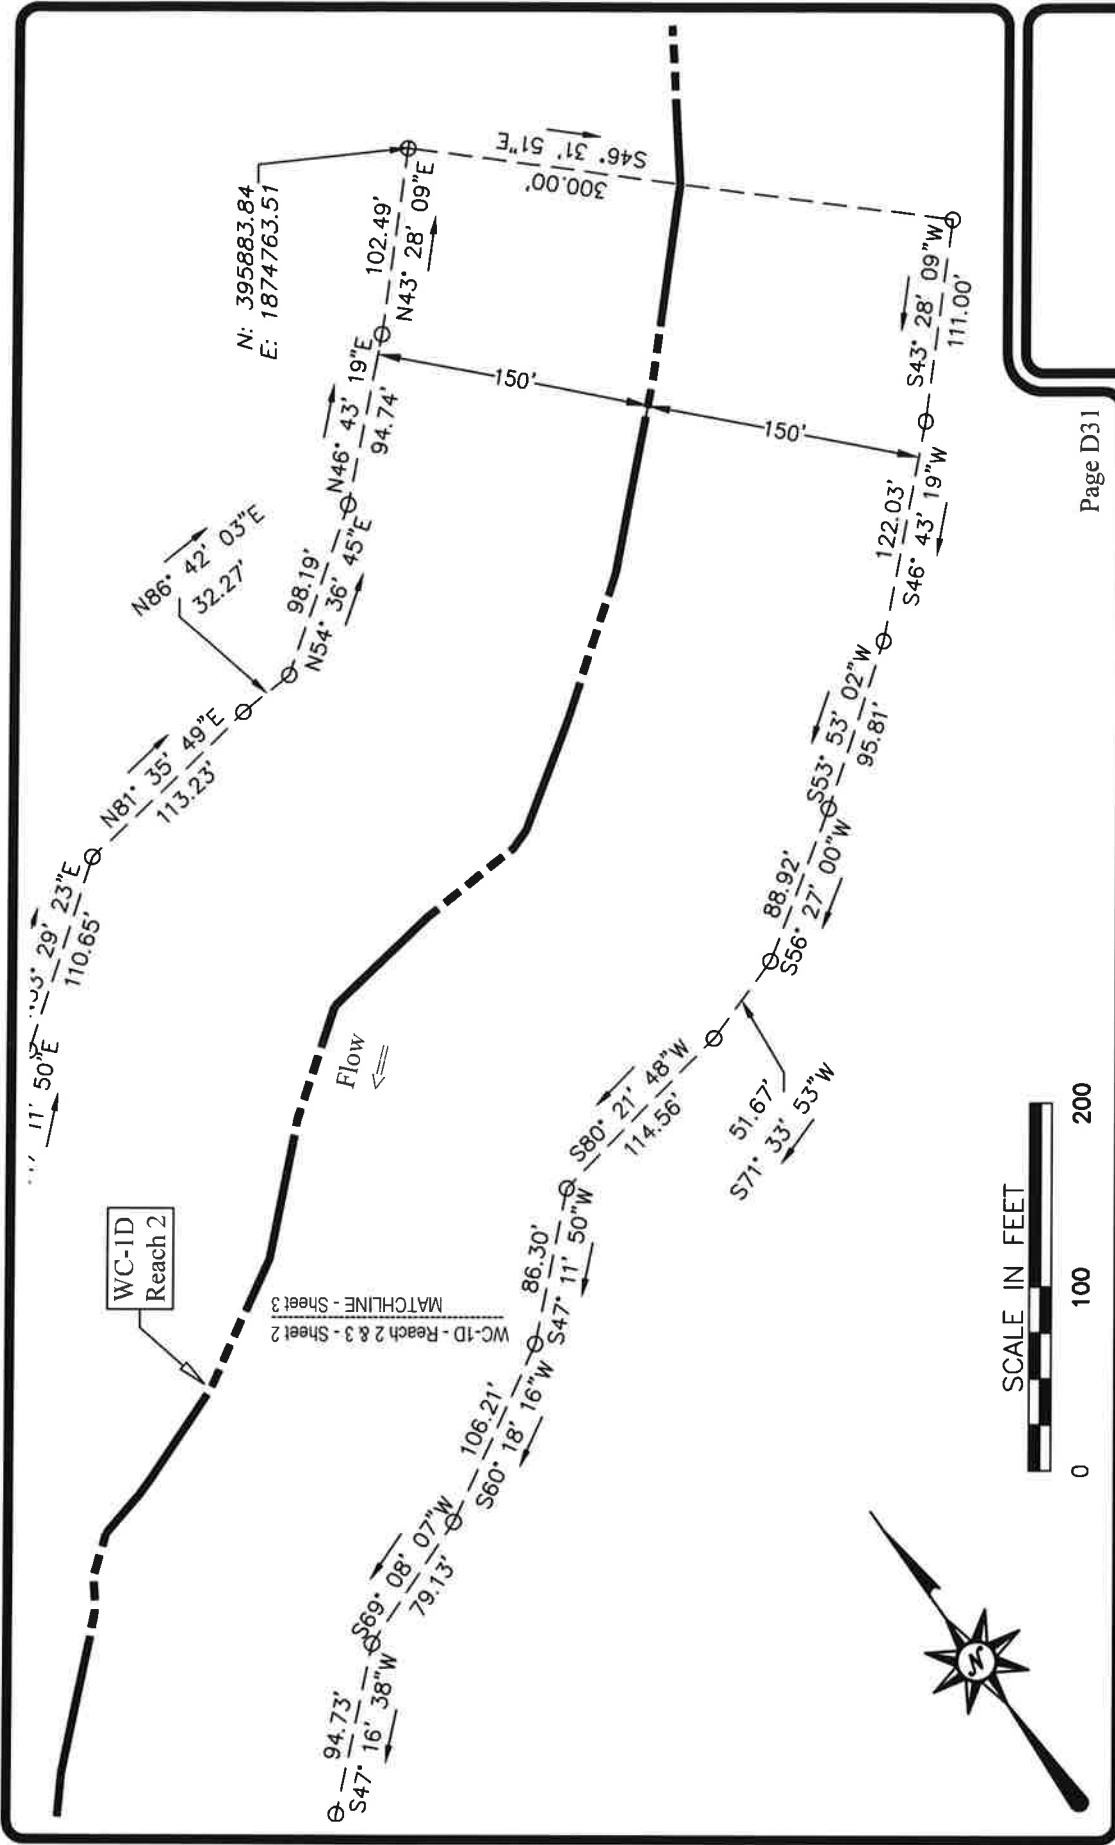 N: 395883.84
E: 1874763.51
11' 50"E
29' 23"E
110.65'
N81° 35' 49"E
113.23'
N86° 42' 03"E
32.27'
98.19'
N54° 36' 45"E
N46° 43' 19"E
94.74'
102.49'
N43° 28' 09"E
S46° 31' 51"E
300.00'
150'
150'
S43° 28' 09"W
111.00'
122.03'
S46° 43' 19"W
S53° 53' 02"W
95.81'
88.92'
S56° 27' 00"W
51.67'
S71° 33' 53"W
S80° 21' 48"W
114.56'
86.30'
S47° 11' 50"W
106.21'
S60° 18' 16"W
S69° 08' 07"W
79.13'
94.73'
S47° 16' 38"W
WC-1D
Reach 2
Flow
WC-1D - Reach 2 & 3 - Sheet 2
MATCHLINE - Sheet 3
SCALE IN FEET
0 100 200
N
Page D31